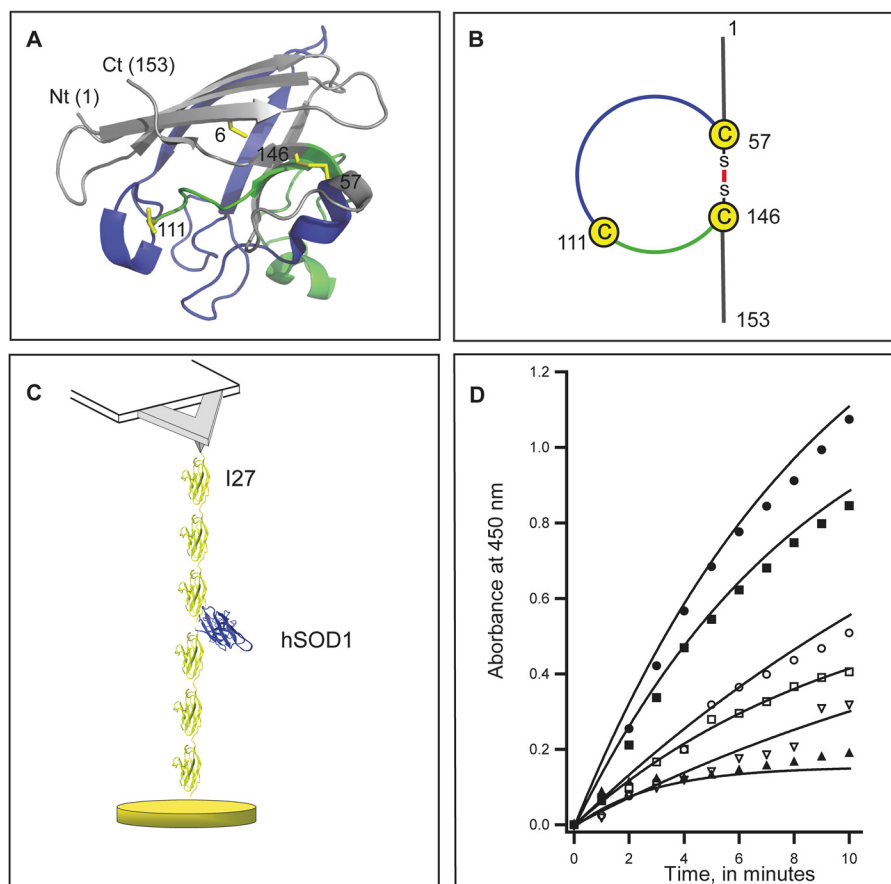 A
Ct (153)
Nt (1)
6
146
57
111
B
1
C
57
S
S
C
146
111
C
153
C
I27
hSOD1
D
Aborbance at 450 nm
1.2
1.0
0.8
0.6
0.4
0.2
0.0
0 2 4 6 8 10
Time, in minutes